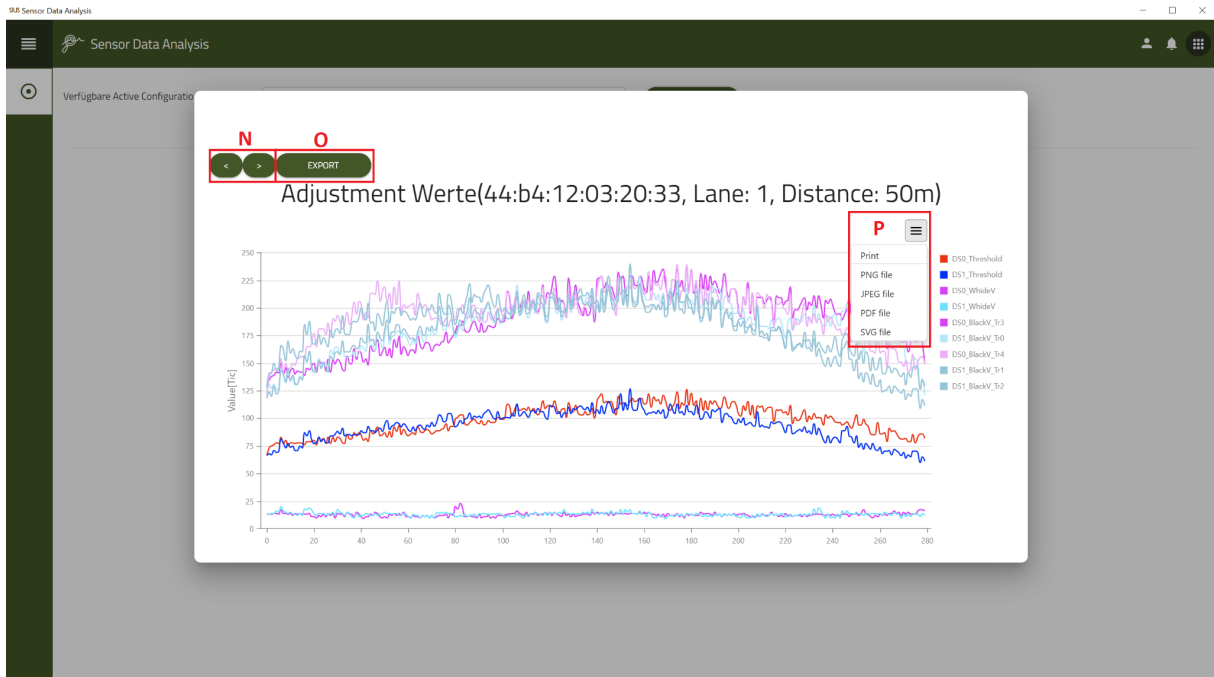 SIUS Sensor Data Analysis
Sensor Data Analysis
Verfügbare Active Configuratio
N O
< > EXPORT
Adjustment Werte(44:b4:12:03:20:33, Lane: 1, Distance: 50m)
P
Print
PNG file
JPEG file
PDF file
SVG file
DS0_Threshold
DS1_Threshold
DS0_WhideV
DS1_WhideV
DS0_BlackV_Tr3
DS1_BlackV_Tr0
DS0_BlackV_Tr4
DS1_BlackV_Tr1
DS1_BlackV_Tr2
Value[Tic]
250
225
200
175
150
125
100
75
50
25
0
0 20 40 60 80 100 120 140 160 180 200 220 240 260 280